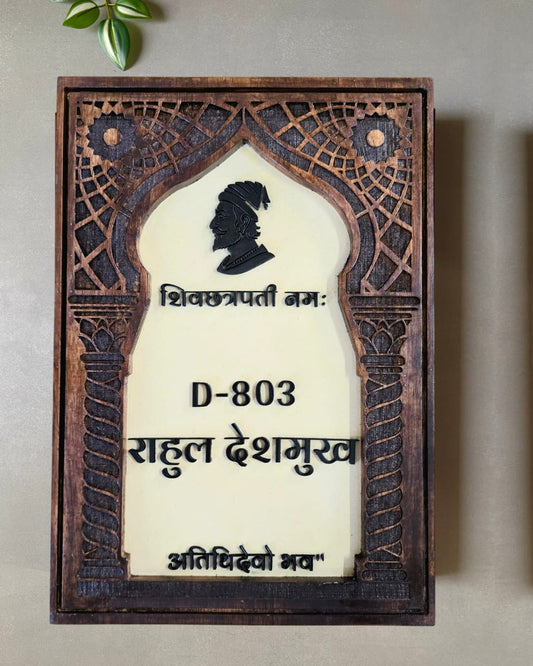 शिवछत्रपती नमः
D-803
राहुल देशमुख
अतिथिदेवो भव"